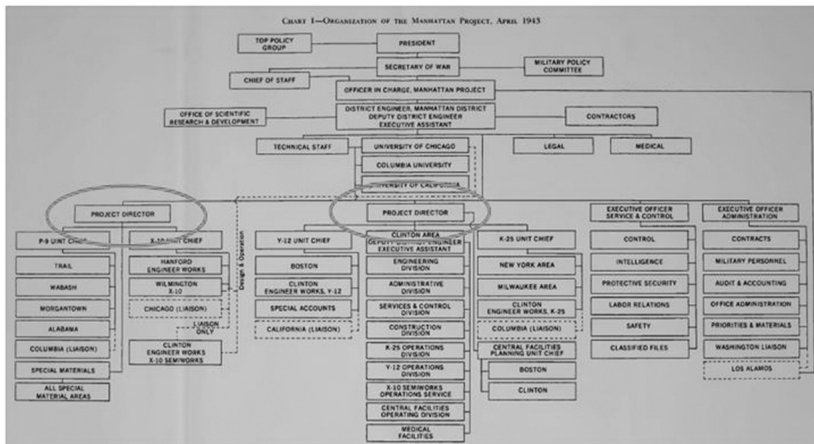 CHART 1—ORGANIZATION OF THE MANHATTAN PROJECT, APRIL 1943
TOP POLICY
GROUP
PRESIDENT
SECRETARY OF WAR
MILITARY POLICY
COMMITTEE
CHIEF OF STAFF
OFFICER IN CHARGE, MANHATTAN PROJECT
OFFICE OF SCIENTIFIC
RESEARCH & DEVELOPMENT
DISTRICT ENGINEER, MANHATTAN DISTRICT
DEPUTY DISTRICT ENGINEER
EXECUTIVE ASSISTANT
CONTRACTORS
TECHNICAL STAFF
UNIVERSITY OF CHICAGO
LEGAL
MEDICAL
COLUMBIA UNIVERSITY
UNIVERSITY OF CALIFORNIA
PROJECT DIRECTOR
PROJECT DIRECTOR
EXECUTIVE OFFICER
SERVICE & CONTROL
EXECUTIVE OFFICER
ADMINISTRATION
P-9 UINT CHIEF
TRAIL
WABASH
MORGANTOWN
ALABAMA
COLUMBIA (LIAISON)
SPECIAL MATERIALS
ALL SPECIAL
MATERIAL AREAS
X-10 UNIT CHIEF
HANFORD
ENGINEER WORKS
WILMINGTON
X-10
CHICAGO (LIAISON)
LIAISON
ONLY
CLINTON
ENGINEER WORKS
X-10 SEMIWORKS
Design & Operation
Y-12 UNIT CHIEF
BOSTON
CLINTON
ENGINEER WORKS, Y-12
SPECIAL ACCOUNTS
CALIFORNIA (LIAISON)
CLINTON AREA
DEPUTY DISTRICT ENGINEER
EXECUTIVE ASSISTANT
ENGINEERING
DIVISION
ADMINISTRATIVE
DIVISION
SERVICES & CONTROL
DIVISION
CONSTRUCTION
DIVISION
K-25 OPERATIONS
DIVISION
Y-12 OPERATIONS
DIVISION
X-10 SEMIWORKS
OPERATIONS SERVICE
CENTRAL FACILITIES
OPERATING DIVISION
MEDICAL
FACILITIES
K-25 UNIT CHIEF
NEW YORK AREA
MILWAUKEE AREA
CLINTON
ENGINEER WORKS, K-25
COLUMBIA (LIAISON)
CENTRAL FACILITIES
PLANNING UNIT CHIEF
BOSTON
CLINTON
CONTROL
INTELLIGENCE
PROTECTIVE SECURITY
LABOR RELATIONS
SAFETY
CLASSIFIED FILES
CONTRACTS
MILITARY PERSONNEL
AUDIT & ACCOUNTING
OFFICE ADMINISTRATION
PRIORITIES & MATERIALS
WASHINGTON LIAISON
LOS ALAMOS